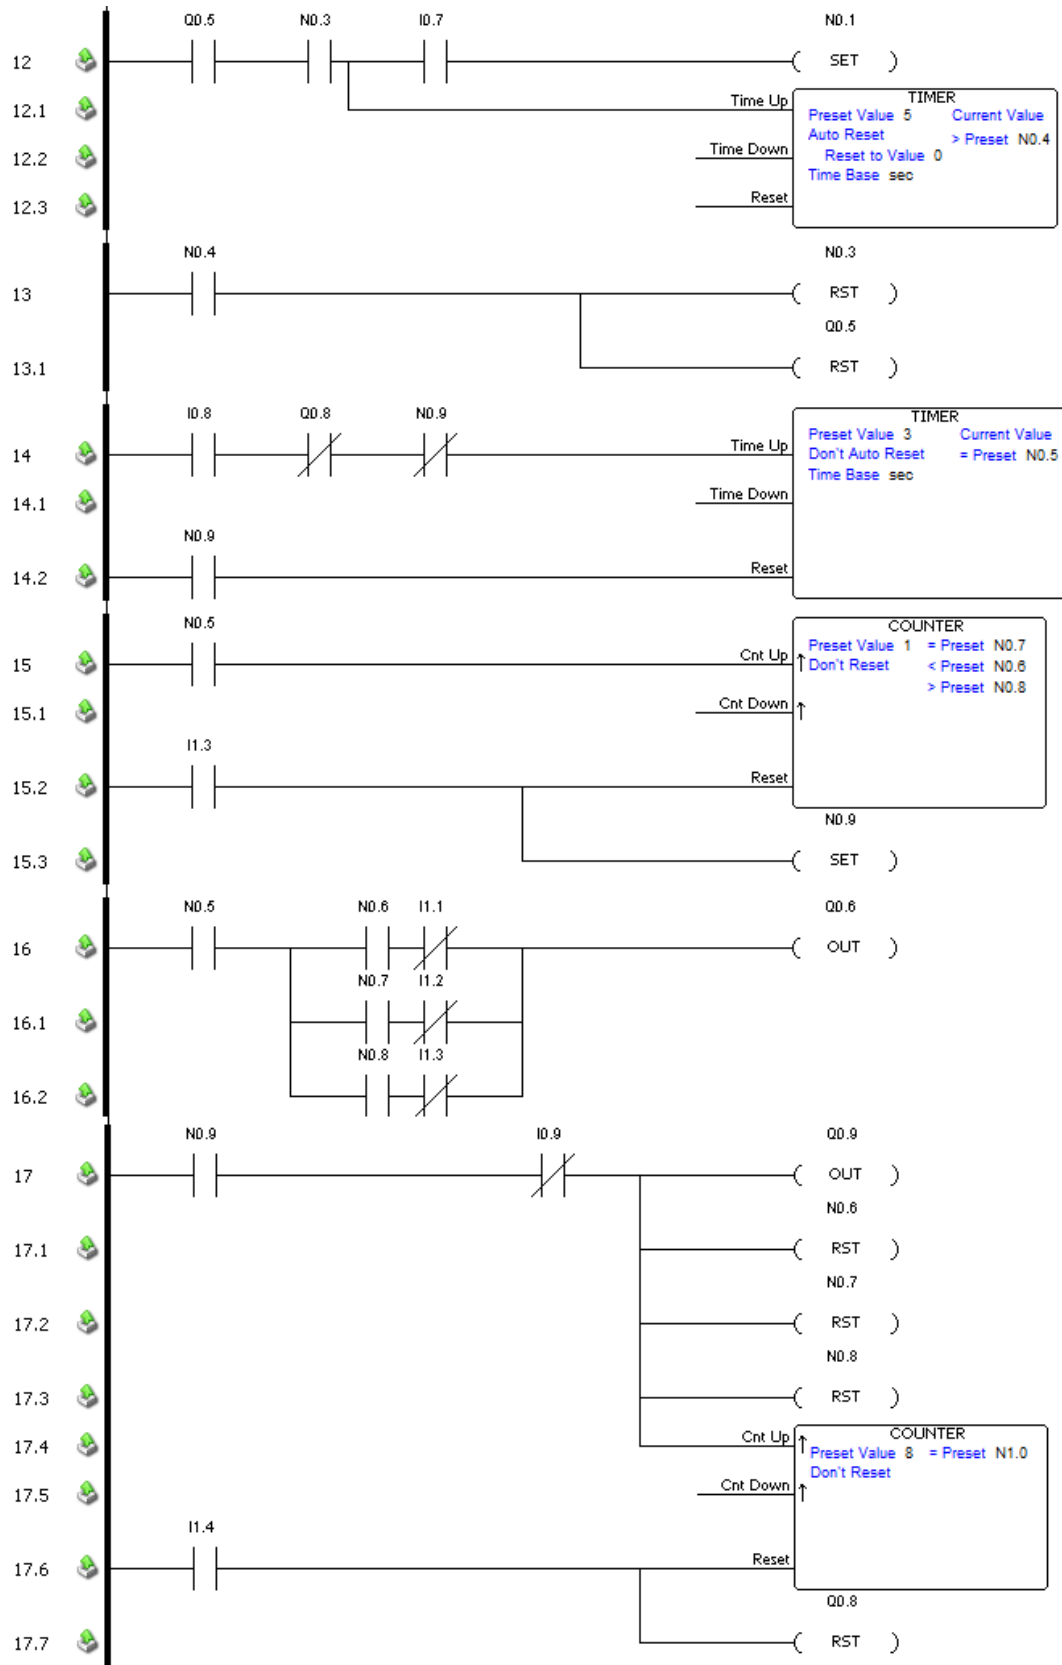 Q0.5 N0.3 I0.7 N0.1
12 SET
12.1 Time Up TIMER
Preset Value 5 Current Value
Auto Reset > Preset N0.4
12.2 Time Down Reset to Value 0
Time Base sec
12.3 Reset
N0.4 N0.3
13 RST
Q0.5
13.1 RST
I0.8 Q0.8 N0.9 TIMER
14 Time Up Preset Value 3 Current Value
Don't Auto Reset = Preset N0.5
Time Base sec
14.1 Time Down
N0.9
14.2 Reset
N0.5 COUNTER
15 Cnt Up Preset Value 1 = Preset N0.7
Don't Reset < Preset N0.6
> Preset N0.8
15.1 Cnt Down
I1.3
15.2 Reset
N0.9
15.3 SET
N0.5 N0.6 I1.1 Q0.6
16 OUT
N0.7 I1.2
16.1
N0.8 I1.3
16.2
N0.9 I0.9 Q0.9
17 OUT
N0.6
17.1 RST
N0.7
17.2 RST
N0.8
17.3 RST
17.4 Cnt Up COUNTER
Preset Value 8 = Preset N1.0
Don't Reset
17.5 Cnt Down
I1.4
17.6 Reset
Q0.8
17.7 RST